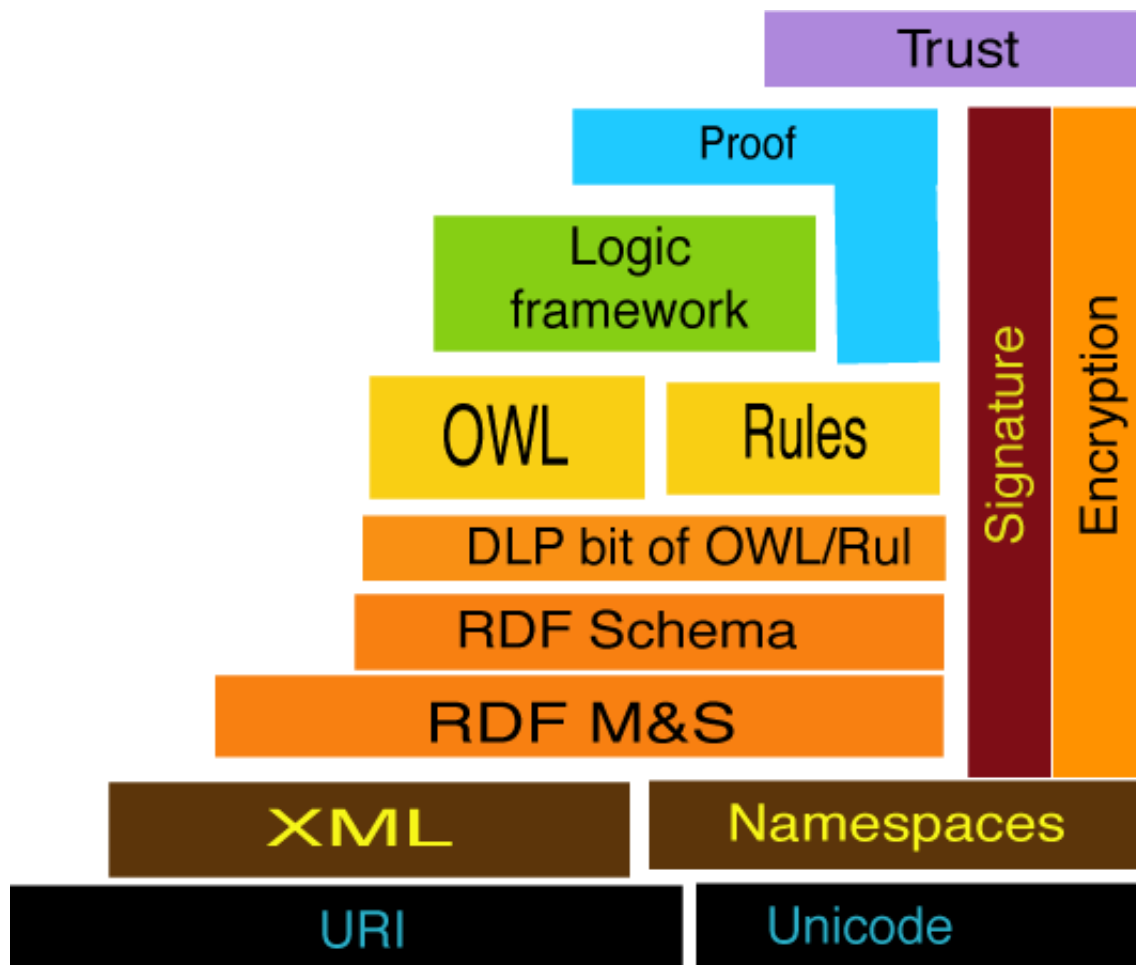 Trust
Proof
Logic
framework
OWL
Rules
Signature
Encryption
DLP bit of OWL/Rul
RDF Schema
RDF M&S
XML
Namespaces
URI
Unicode